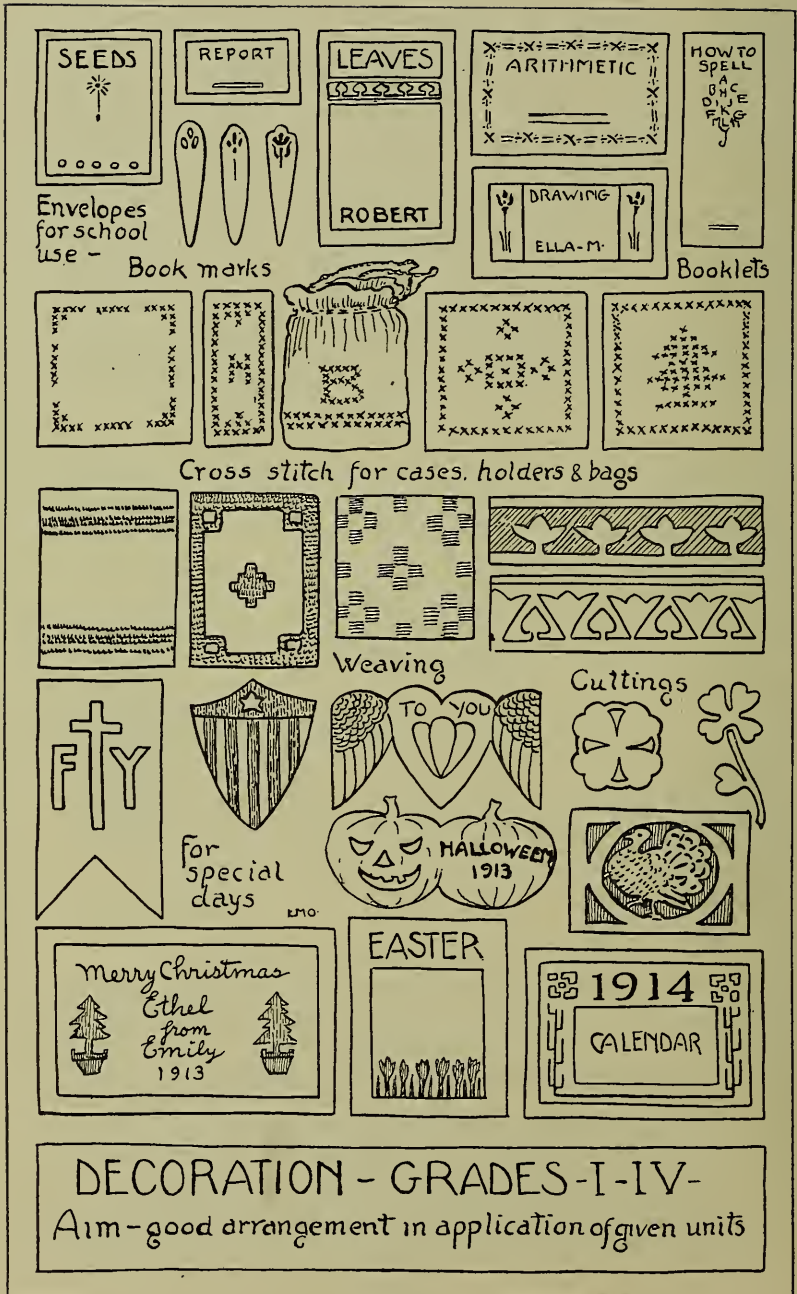 SEEDS
REPORT
LEAVES
ROBERT
ARITHMETIC
DRAWING
ELLA-M.
HOW TO
SPELL
Envelopes
for school
use -
Book marks
Booklets
Cross stitch for cases, holders & bags
Weaving
Cuttings
F Y
TO YOU
For
special
days
EMO.
HALLOWEEN
1913
Merry Christmas
Ethel
from
Emily
1913
EASTER
1914
CALENDAR
DECORATION - GRADES-I-IV-
Aim - good arrangement in application of given units